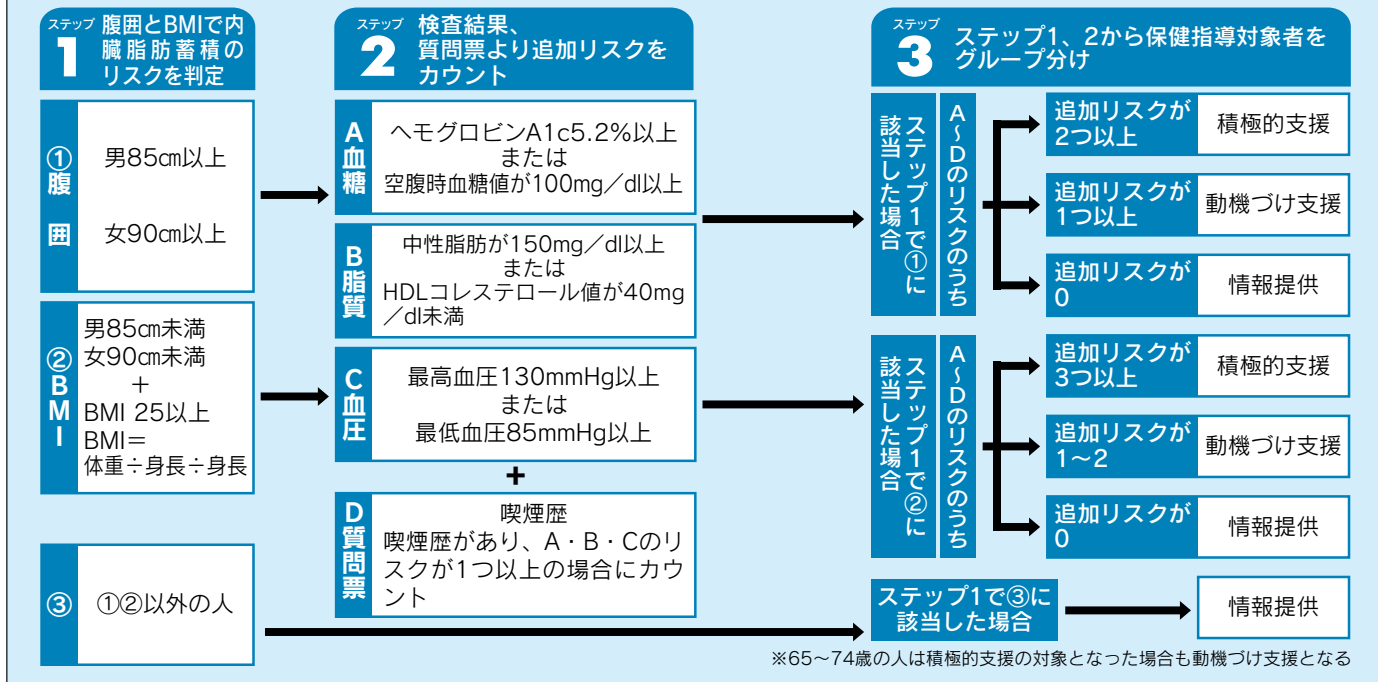 ステップ
1
腹囲とBMIで内
臓脂肪蓄積の
リスクを判定
①腹囲
男85㎝以上
女90㎝以上
②BMI
男85㎝未満
女90㎝未満
+
BMI 25以上
BMI=
体重÷身長÷身長
③
①②以外の人
ステップ
2
検査結果、
質問票より追加リスクを
カウント
A血糖
ヘモグロビンA1c5.2%以上
または
空腹時血糖値が100mg/dl以上
B脂質
中性脂肪が150mg/dl以上
または
HDLコレステロール値が40mg
/dl未満
C血圧
最高血圧130mmHg以上
または
最低血圧85mmHg以上
+
D質問票
喫煙歴
喫煙歴があり、A・B・Cのリ
スクが1つ以上の場合にカウ
ント
ステップ
3
ステップ1、2から保健指導対象者を
グループ分け
ステップ1で①に
該当した場合
A~Dのリスクのうち
追加リスクが
2つ以上
積極的支援
追加リスクが
1つ以上
動機づけ支援
追加リスクが
0
情報提供
ステップ1で②に
該当した場合
A~Dのリスクのうち
追加リスクが
3つ以上
積極的支援
追加リスクが
1~2
動機づけ支援
追加リスクが
0
情報提供
ステップ1で③に
該当した場合
情報提供
※65~74歳の人は積極的支援の対象となった場合も動機づけ支援となる